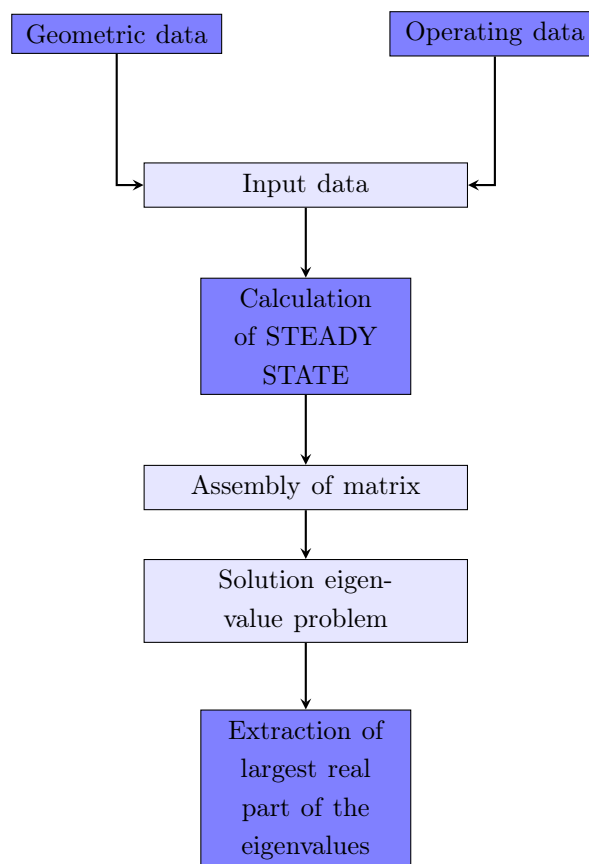 Geometric data
Operating data
Input data
Calculation
of STEADY
STATE
Assembly of matrix
Solution eigen-
value problem
Extraction of
largest real
part of the
eigenvalues